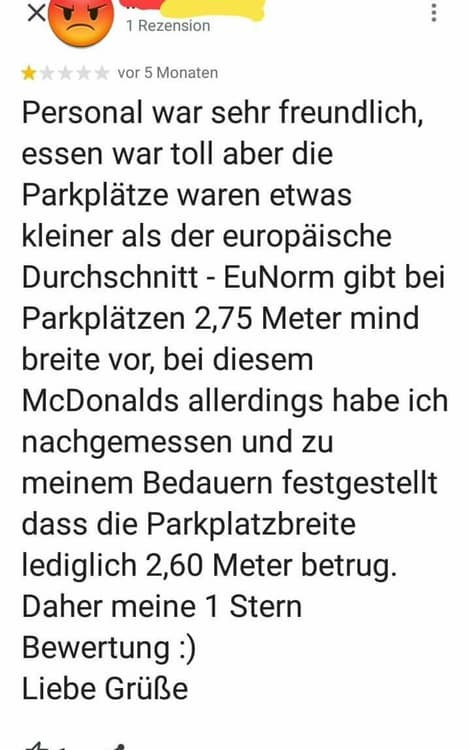 1 Rezension
vor 5 Monaten
Personal war sehr freundlich,
essen war toll aber die
Parkplätze waren etwas
kleiner als der europäische
Durchschnitt - EuNorm gibt bei
Parkplätzen 2,75 Meter mind
breite vor, bei diesem
McDonalds allerdings habe ich
nachgemessen und zu
meinem Bedauern festgestellt
dass die Parkplatzbreite
lediglich 2,60 Meter betrug.
Daher meine 1 Stern
Bewertung :)
Liebe Grüße